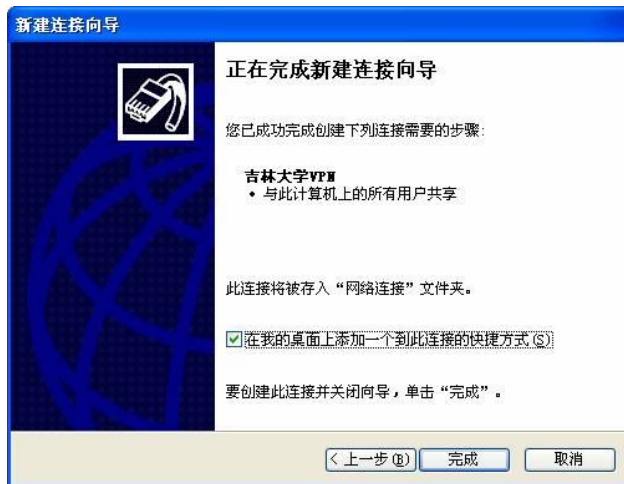 新建连接向导
正在完成新建连接向导
您已成功完成创建下列连接需要的步骤:
吉林大学VPN
• 与此计算机上的所有用户共享
此连接将被存入“网络连接”文件夹。
在我的桌面上添加一个到此连接的快捷方式(S)
要创建此连接并关闭向导，单击“完成”。
< 上一步(B) 完成 取消